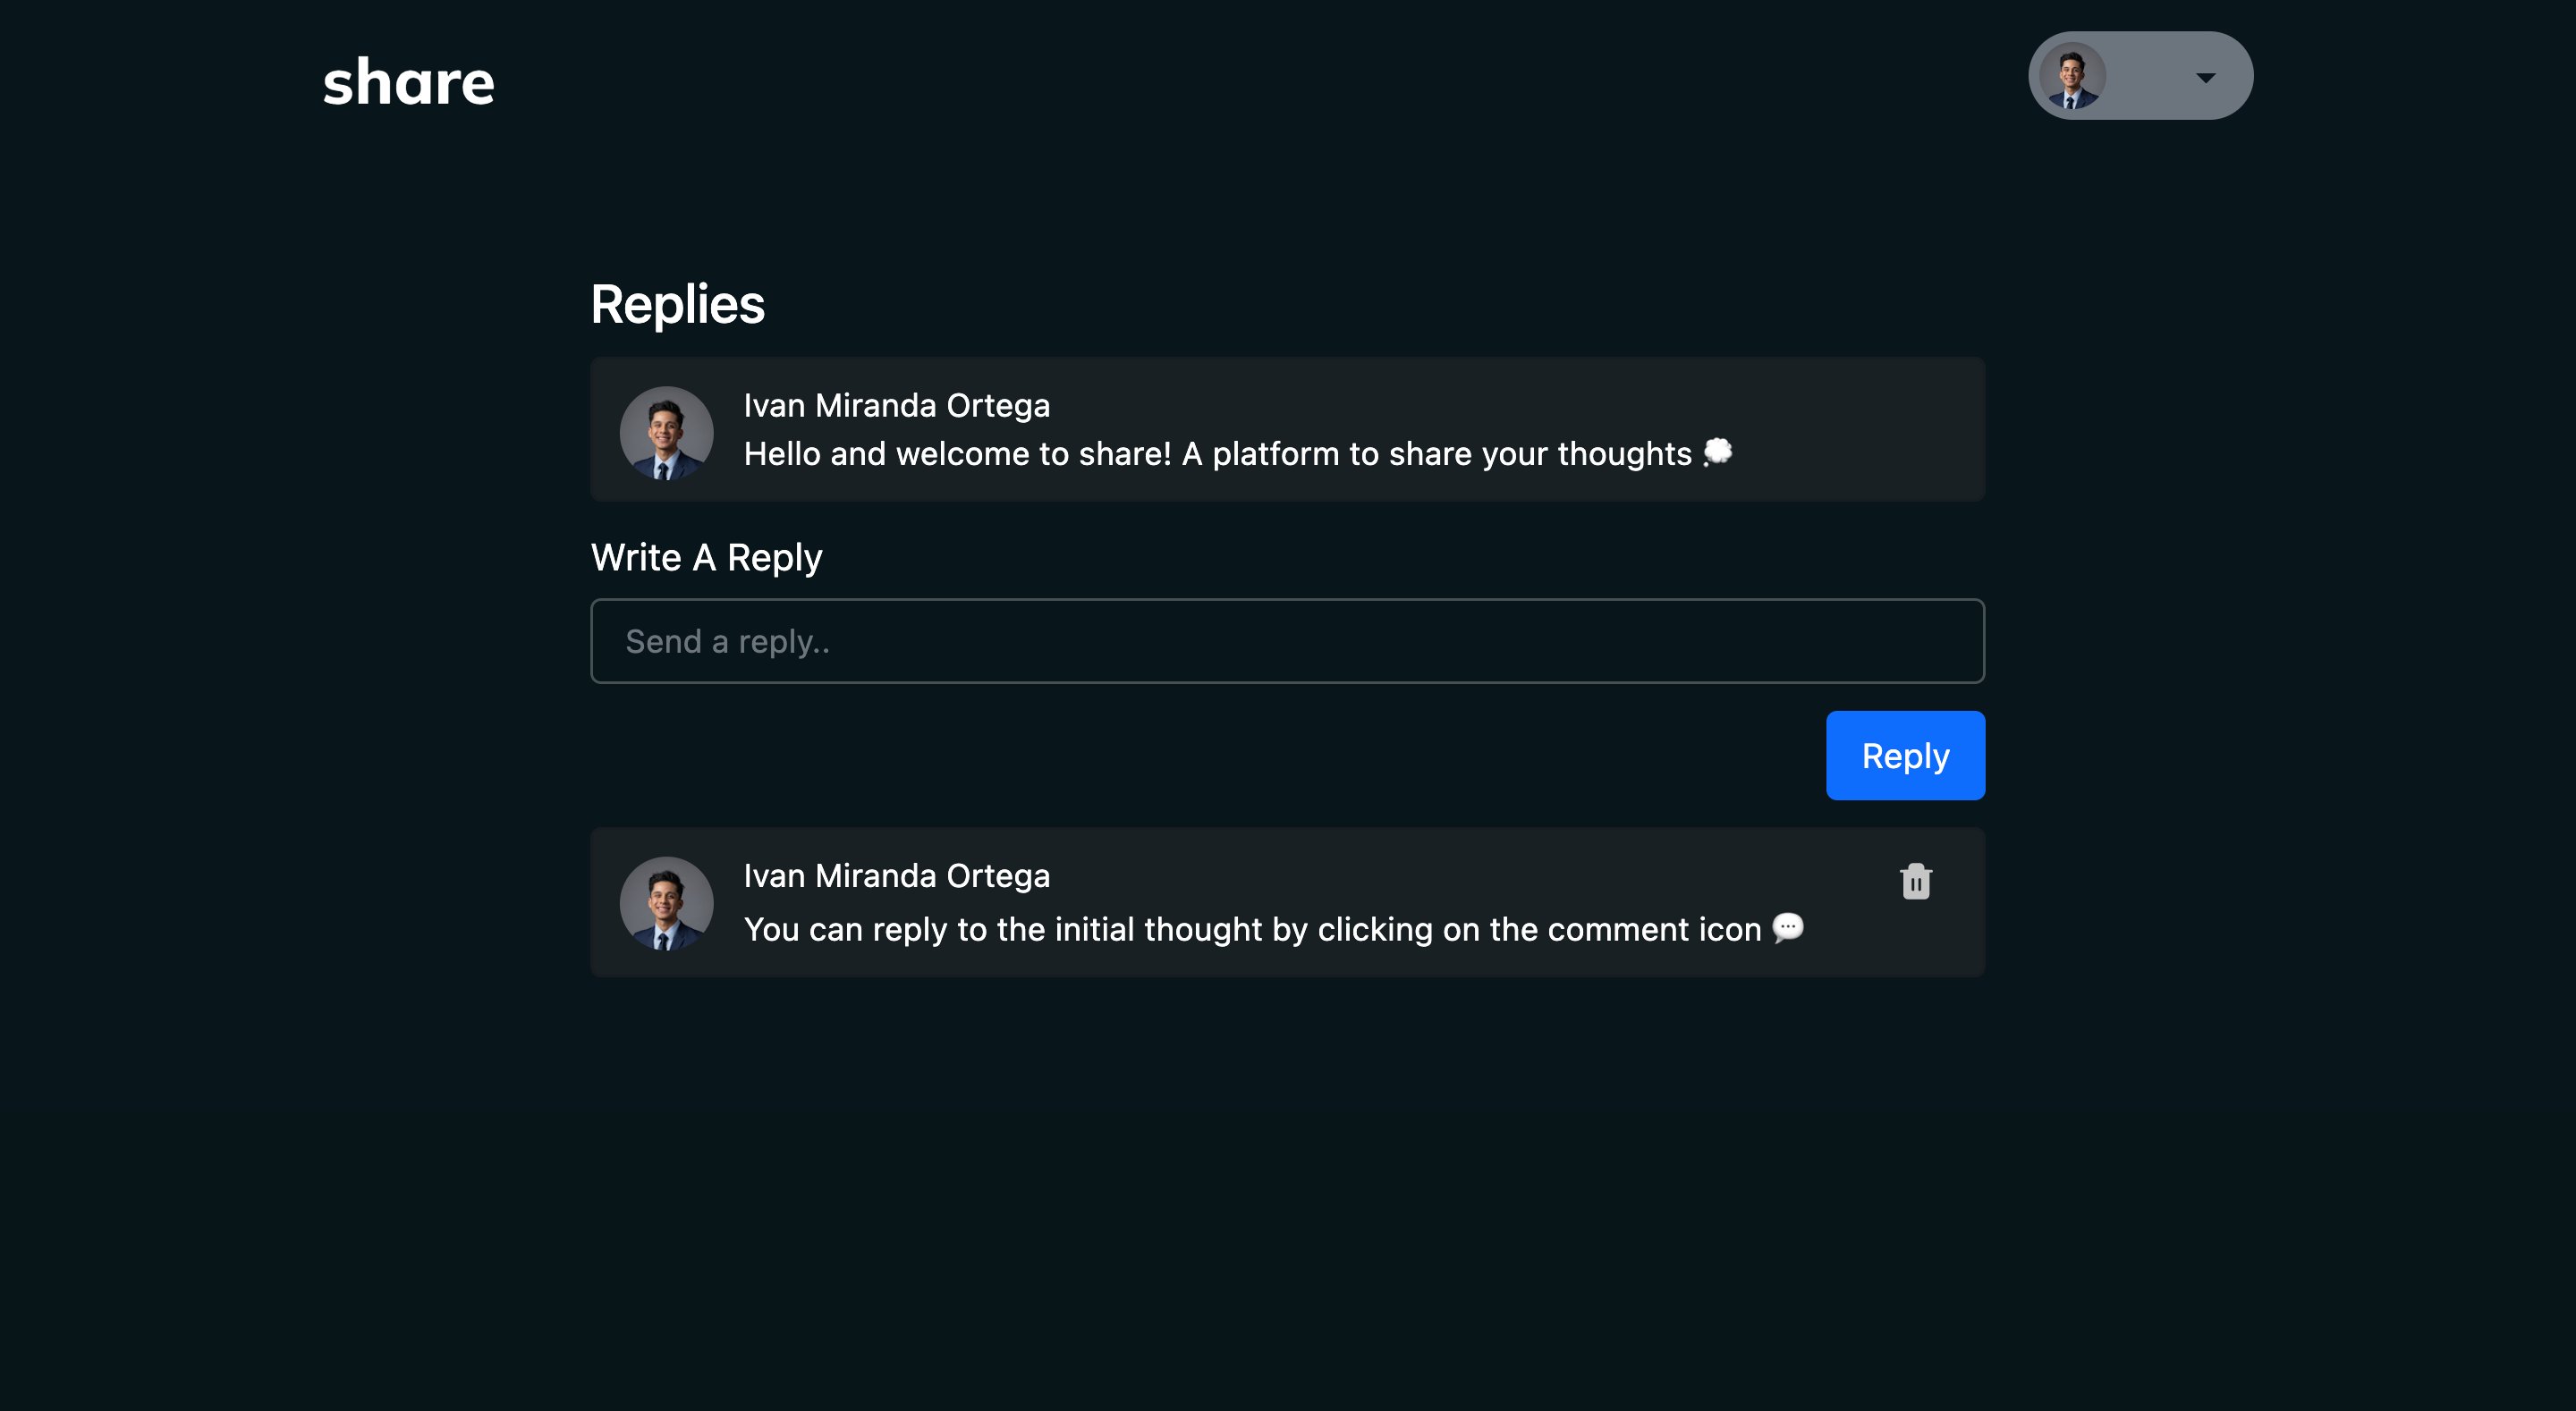 share
Replies
Ivan Miranda Ortega
Hello and welcome to share! A platform to share your thoughts 💭
Write A Reply
Send a reply..
Reply
Ivan Miranda Ortega
You can reply to the initial thought by clicking on the comment icon 💬